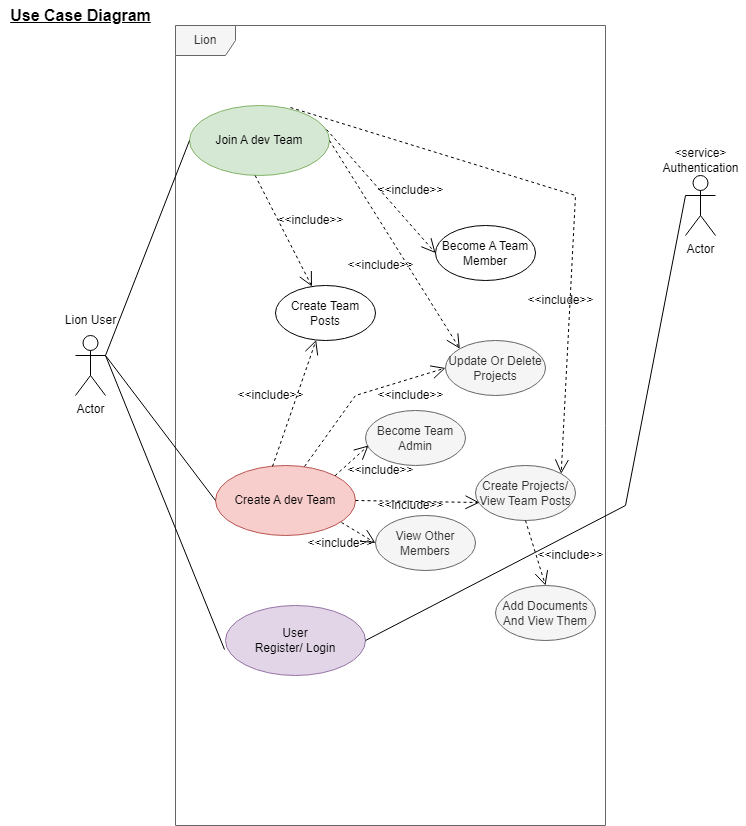 Use Case Diagram
Lion
Join A dev Team
<service>
Authentication
Actor
<<include>>
<<include>>
Become A Team
Member
<<include>>
<<include>>
Create Team
Posts
Lion User
Actor
Update Or Delete
Projects
<<include>>
<<include>>
Become Team
Admin
<<include>>
Create A dev Team
Create Projects/
View Team Posts
<<include>>
View Other
Members
<<include>>
<<include>>
Add Documents
And View Them
User
Register/ Login